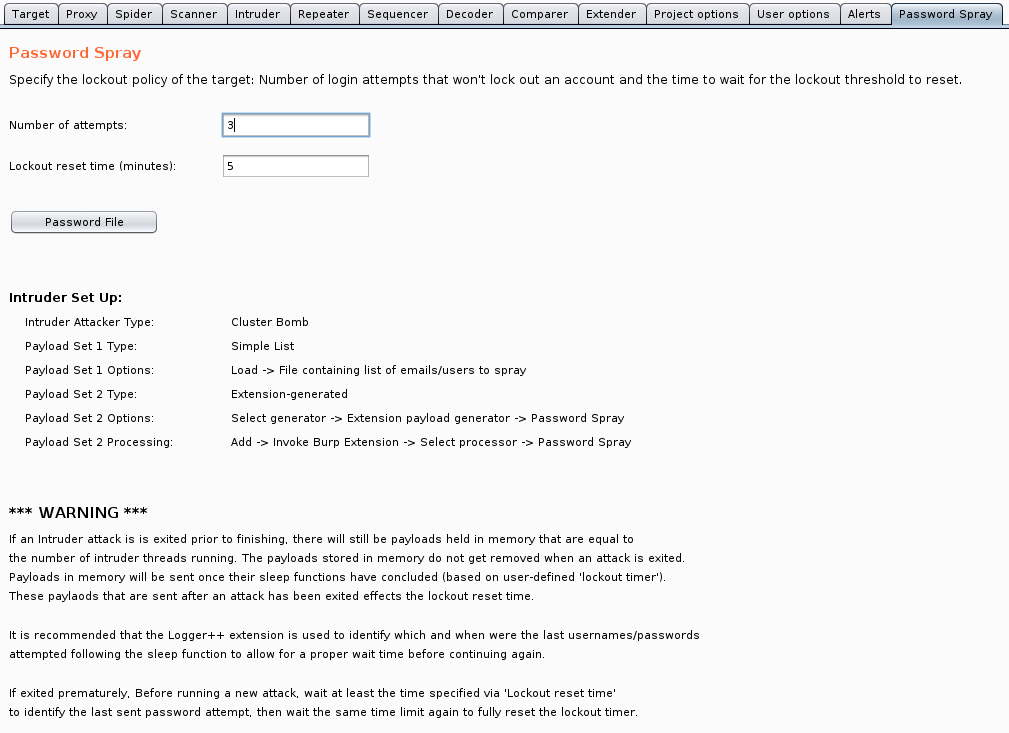 Target Proxy Spider Scanner Intruder Repeater Sequencer Decoder Comparer Extender Project options User options Alerts Password Spray
Password Spray
Specify the lockout policy of the target: Number of login attempts that won't lock out an account and the time to wait for the lockout threshold to reset.
Number of attempts: 3
Lockout reset time (minutes): 5
Password File
Intruder Set Up:
Intruder Attacker Type: Cluster Bomb
Payload Set 1 Type: Simple List
Payload Set 1 Options: Load -> File containing list of emails/users to spray
Payload Set 2 Type: Extension-generated
Payload Set 2 Options: Select generator -> Extension payload generator -> Password Spray
Payload Set 2 Processing: Add -> Invoke Burp Extension -> Select processor -> Password Spray
*** WARNING ***
If an Intruder attack is is exited prior to finishing, there will still be payloads held in memory that are equal to
the number of intruder threads running. The payloads stored in memory do not get removed when an attack is exited.
Payloads in memory will be sent once their sleep functions have concluded (based on user-defined 'lockout timer').
These paylaods that are sent after an attack has been exited effects the lockout reset time.
It is recommended that the Logger++ extension is used to identify which and when were the last usernames/passwords
attempted following the sleep function to allow for a proper wait time before continuing again.
If exited prematurely, Before running a new attack, wait at least the time specified via 'Lockout reset time'
to identify the last sent password attempt, then wait the same time limit again to fully reset the lockout timer.